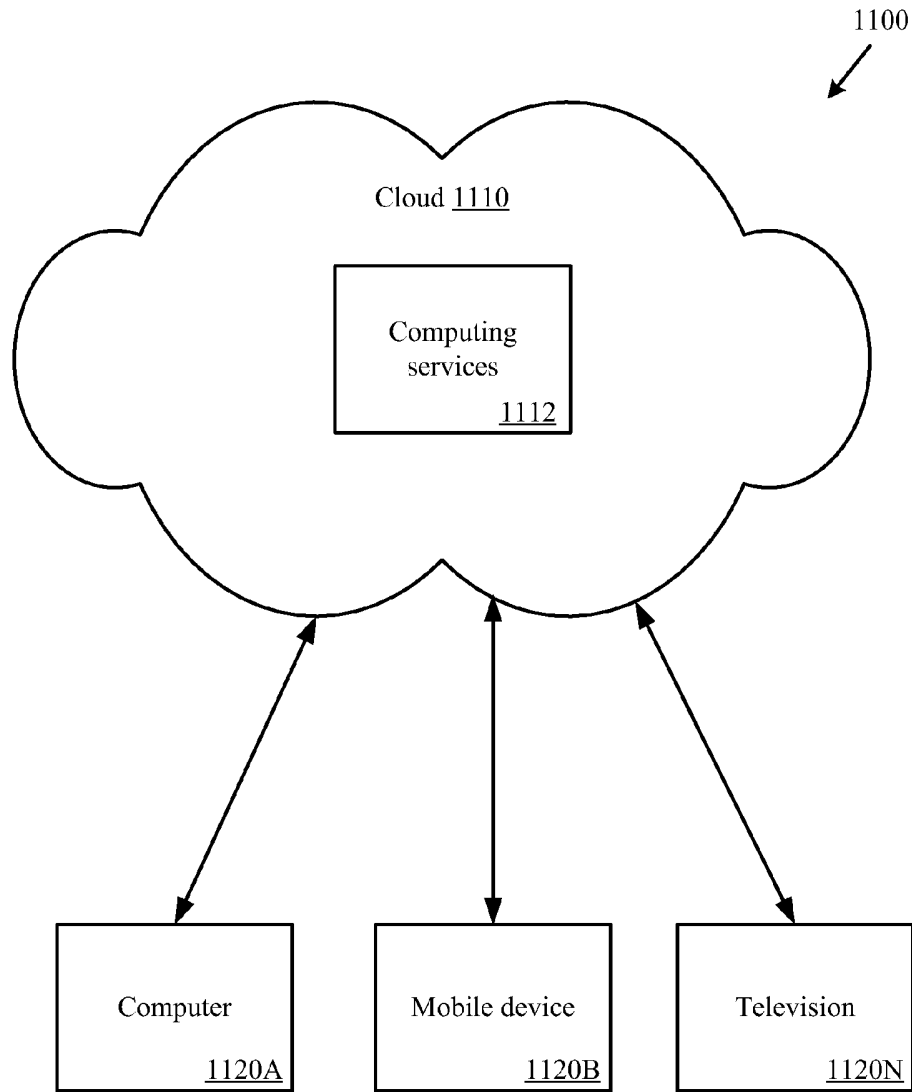 1100
Cloud 1110
Computing
services
1112
Computer
1120A
Mobile device
1120B
Television
1120N